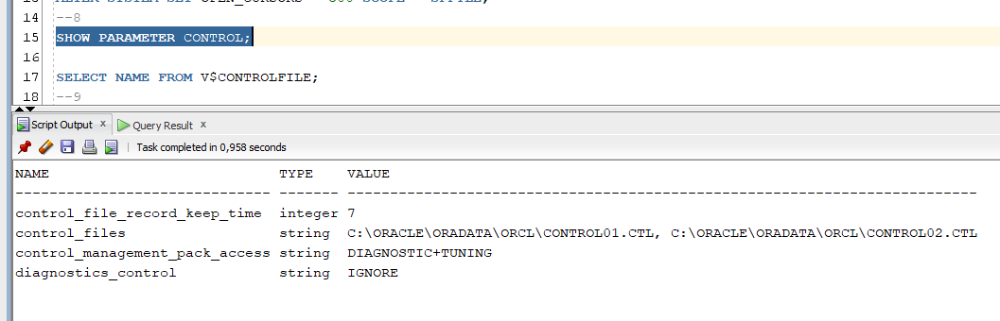 14 --8
15 SHOW PARAMETER CONTROL;
16
17 SELECT NAME FROM V$CONTROLFILE;
18 --9
Script Output x Query Result x
Task completed in 0,958 seconds
NAME TYPE VALUE
------------------------------ ------- --------------------------------------------------------------------------
control_file_record_keep_time integer 7
control_files string C:\ORACLE\ORADATA\ORCL\CONTROL01.CTL, C:\ORACLE\ORADATA\ORCL\CONTROL02.CTL
control_management_pack_access string DIAGNOSTIC+TUNING
diagnostics_control string IGNORE